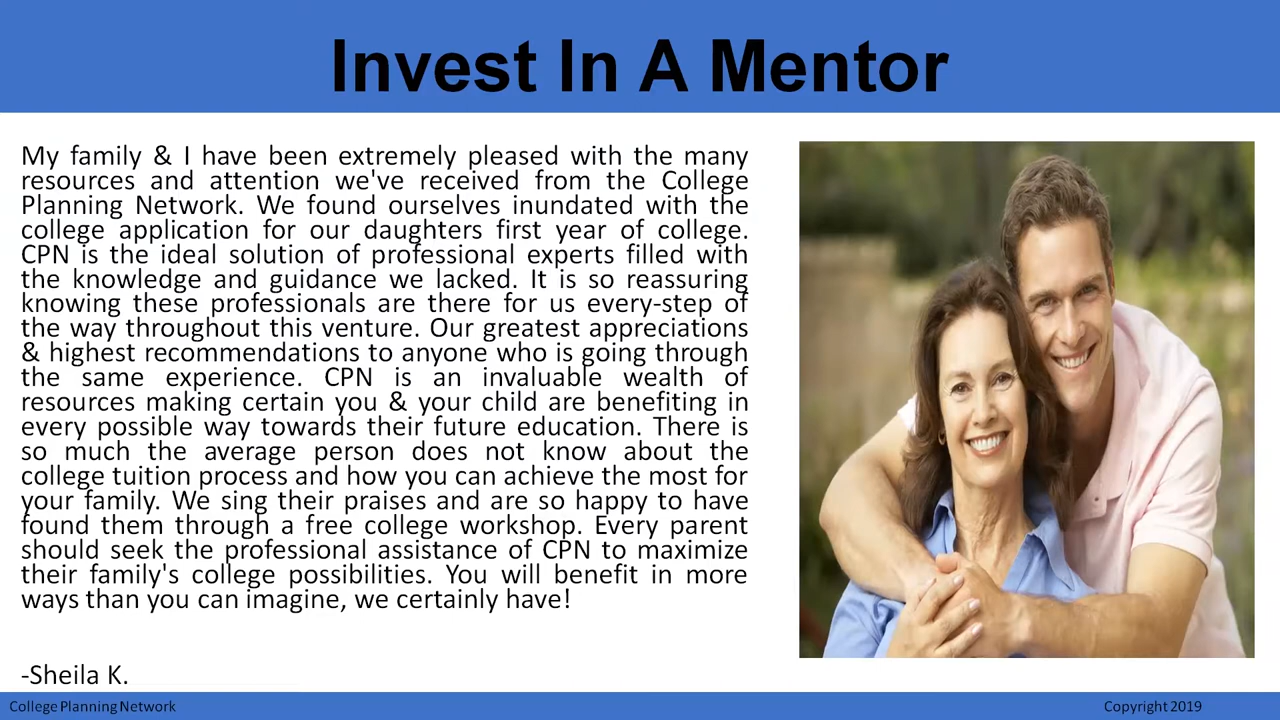 Invest In A Mentor
My family & I have been extremely pleased with the many
resources and attention we've received from the College
Planning Network. We found ourselves inundated with the
college application for our daughters first year of college.
CPN is the ideal solution of professional experts filled with
the knowledge and guidance we lacked. It is so reassuring
knowing these professionals are there for us every-step of
the way throughout this venture. Our greatest appreciations
& highest recommendations to anyone who is going through
the same experience. CPN is an invaluable wealth of
resources making certain you & your child are benefiting in
every possible way towards their future education. There is
so much the average person does not know about the
college tuition process and how you can achieve the most for
your family. We sing their praises and are so happy to have
found them through a free college workshop. Every parent
should seek the professional assistance of CPN to maximize
their family's college possibilities. You will benefit in more
ways than you can imagine, we certainly have!
-Sheila K.
College Planning Network
Copyright 2019